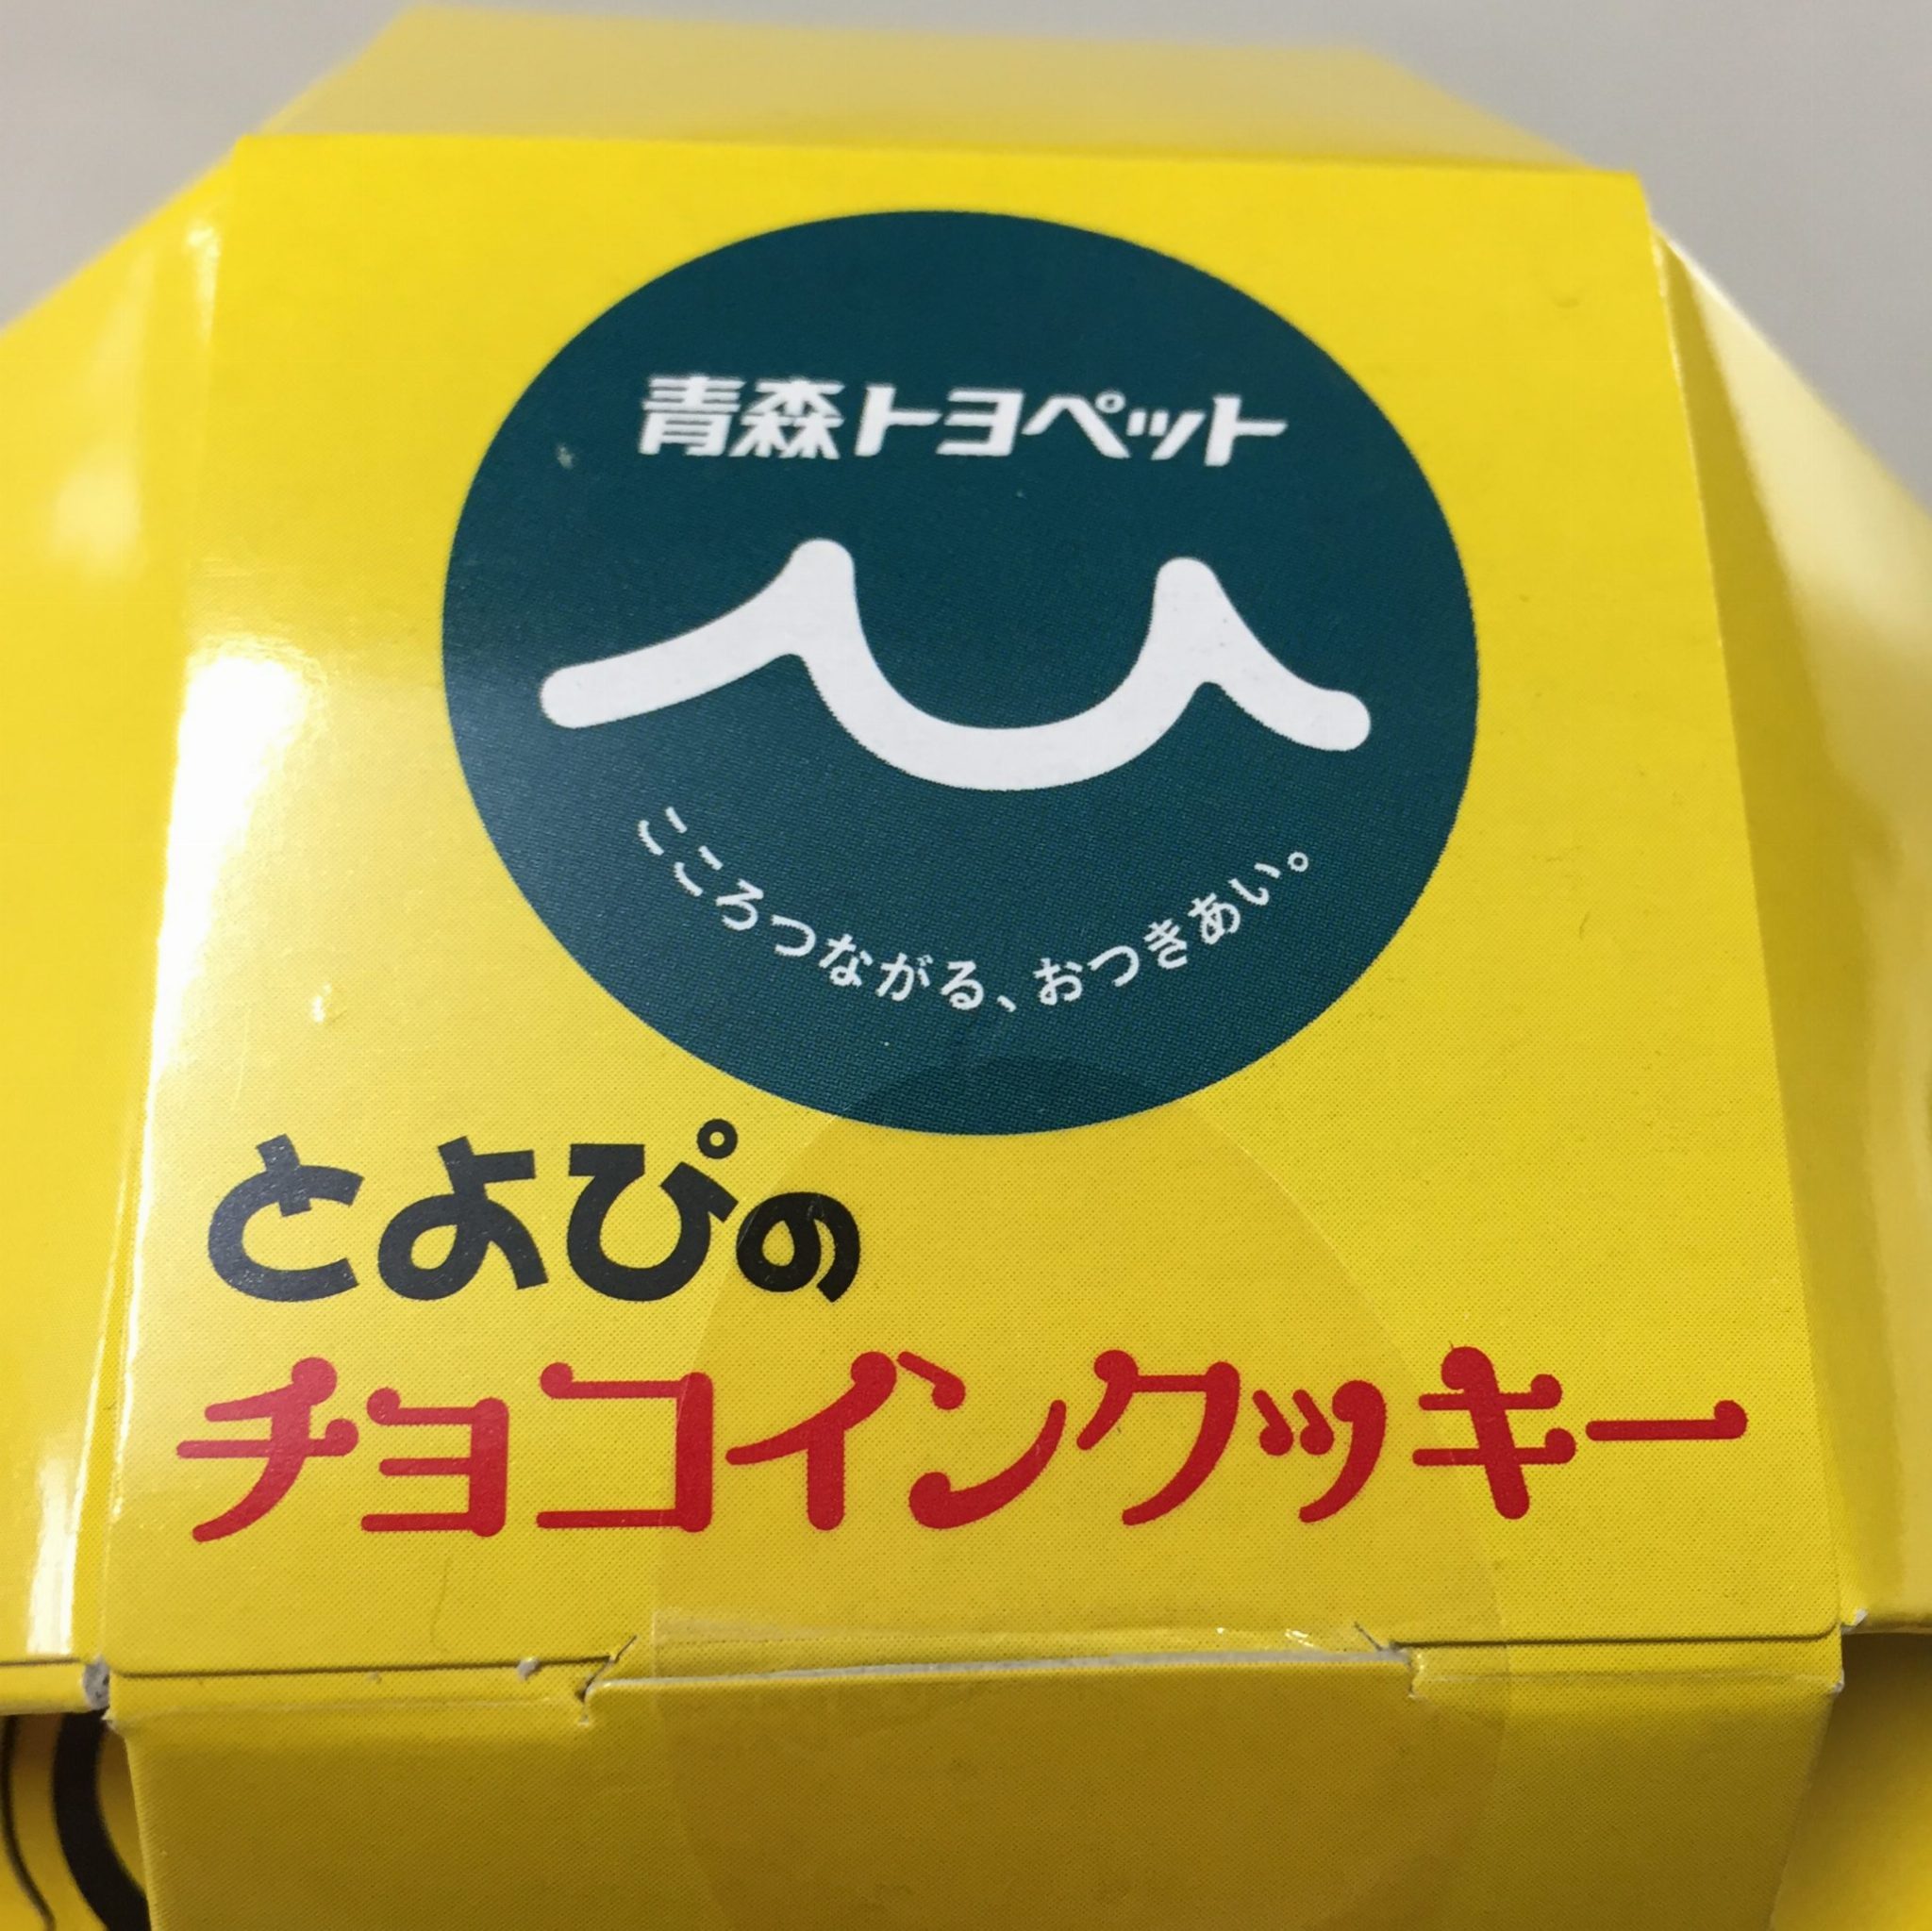 青森トヨペット
こころつながる、おつきあい。
とよぴの
チョコインクッキー